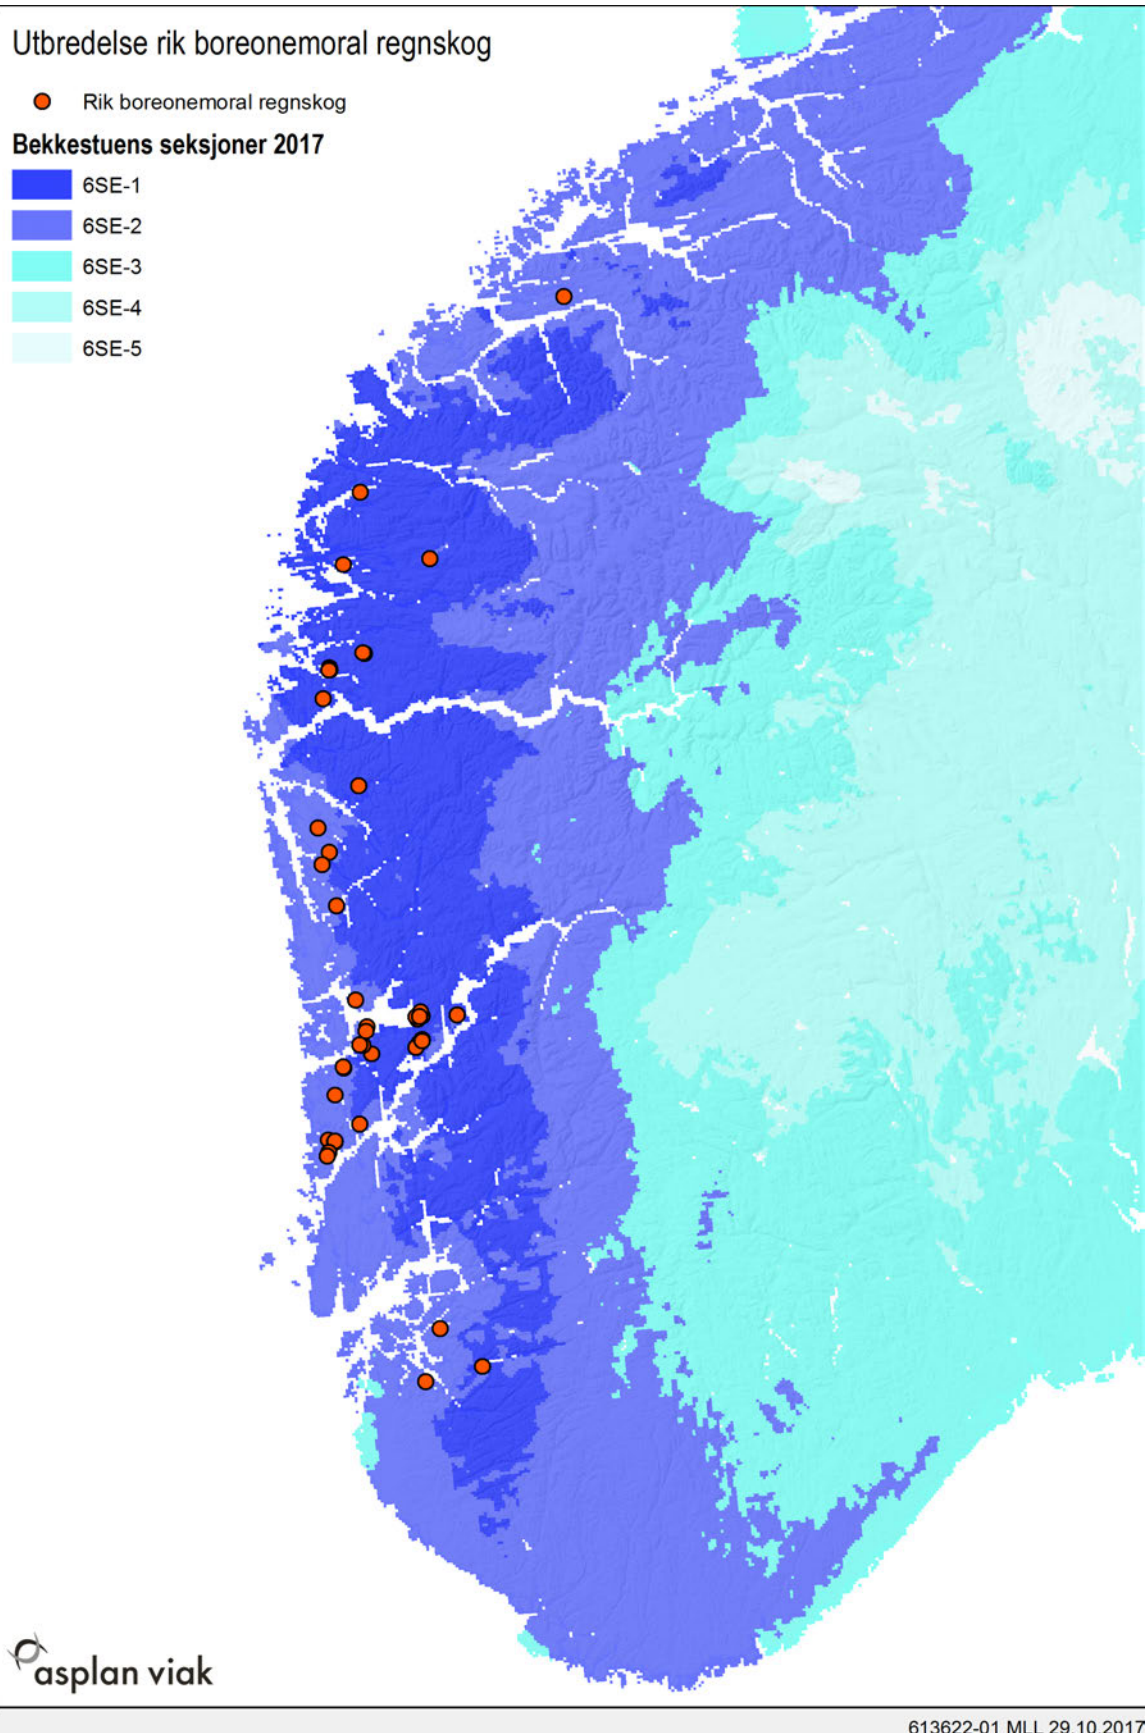 Utbredelse rik boreonemoral regnskog
Rik boreonemoral regnskog
Bekkestuens seksjoner 2017
6SE-1
6SE-2
6SE-3
6SE-4
6SE-5
asplan viak
613622-01 MLL 29.10.2017